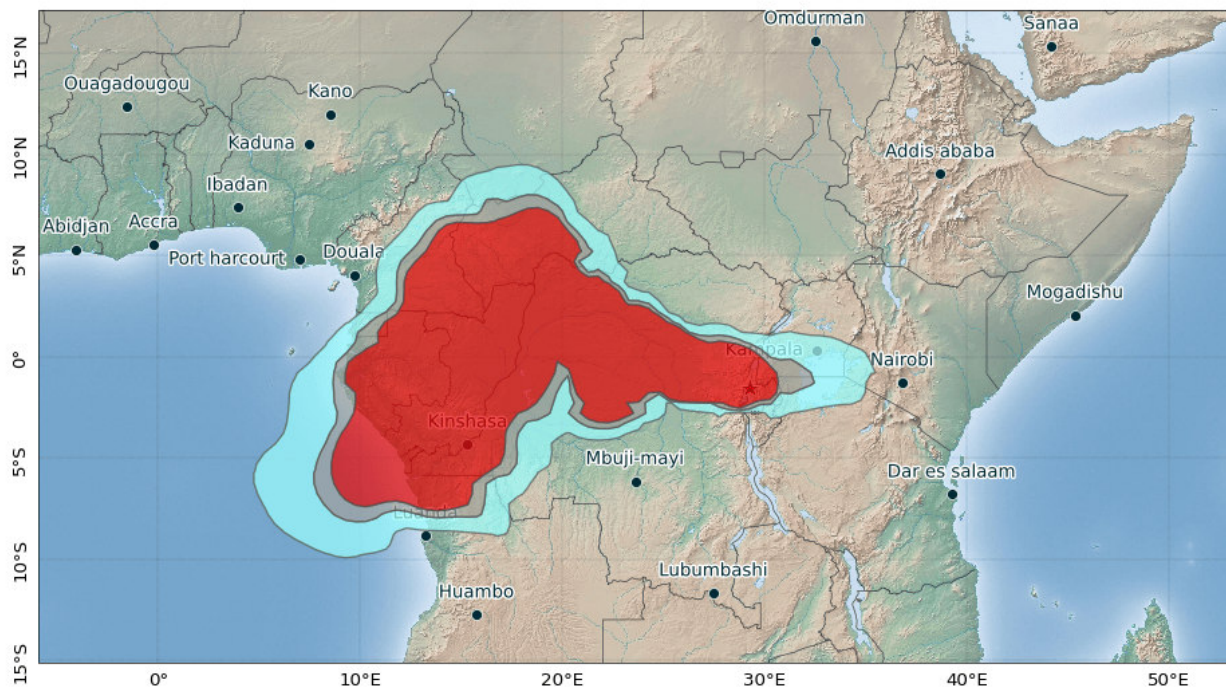 Omdurman
Sanaa
15°N
Ouagadougou
Kano
Kaduna
10°N
Addis ababa
Ibadan
Abidjan
Accra
Port harcourt
Douala
5°N
Mogadishu
0°
Kampala
Nairobi
Kinshasa
5°S
Mbuji-mayi
Dar es salaam
Luanda
10°S
Lubumbashi
Huambo
15°S
0°
10°E
20°E
30°E
40°E
50°E